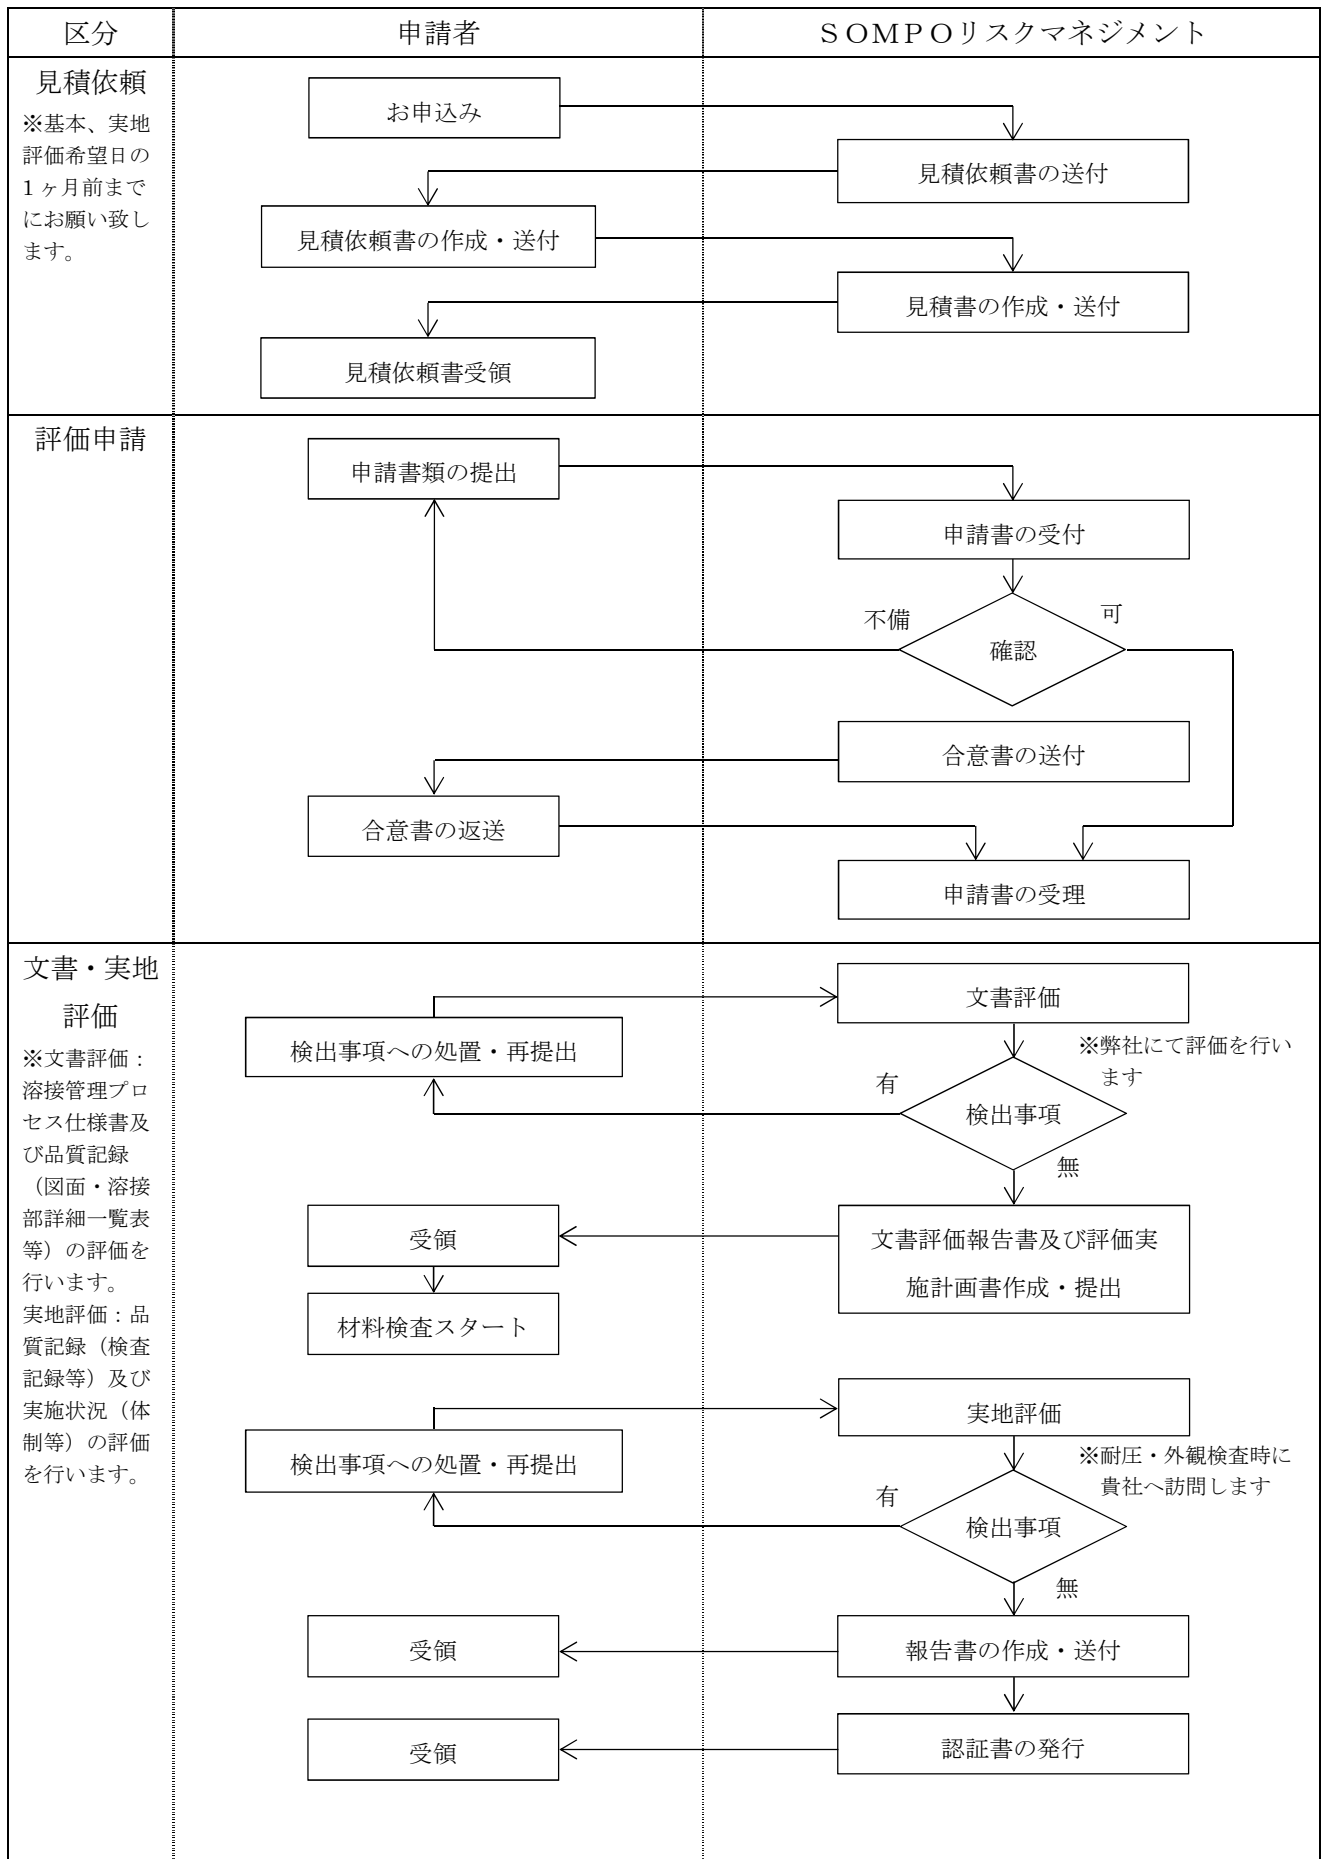 区分
申請者
ＳＯＭＰＯリスクマネジメント
見積依頼
※基本、実地
評価希望日の
1ヶ月前まで
にお願い致し
ます。
お申込み
見積依頼書の送付
見積依頼書の作成・送付
見積書の作成・送付
見積依頼書受領
評価申請
申請書類の提出
申請書の受付
不備
可
確認
合意書の送付
合意書の返送
申請書の受理
文書・実地
評価
※文書評価：
溶接管理プロ
セス仕様書及
び品質記録
（図面・溶接
部詳細一覧表
等）の評価を
行います。
実地評価：品
質記録（検査
記録等）及び
実施状況（体
制等）の評価
を行います。
文書評価
検出事項への処置・再提出
※弊社にて評価を行い
ます
有
検出事項
無
受領
文書評価報告書及び評価実
施計画書作成・提出
材料検査スタート
実地評価
検出事項への処置・再提出
※耐圧・外観検査時に
貴社へ訪問します
有
検出事項
無
受領
報告書の作成・送付
受領
認証書の発行